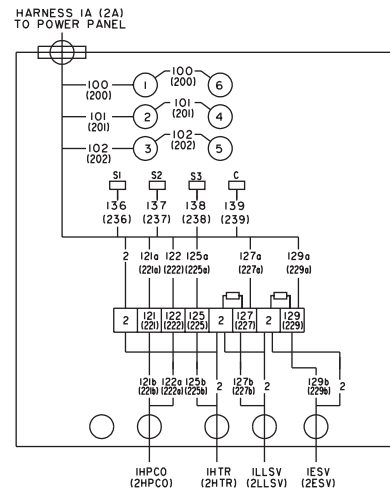 HARNESS 1A (2A)
TO POWER PANEL
100
(200)
1
100
(200)
6
101
(201)
2
101
(201)
4
102
(202)
3
102
(202)
5
S1 S2 S3 C
136 137 138 139
(236) (237) (238) (239)
2 121a 122 125a 127a 129a
(221a) (222) (225a) (227a) (229a)
2 121 122 125 2 127 2 129
(221) (222) (225) (227) (229)
121b 122a 125b 2 127b 2 129b 2
(221b) (222a) (225b) (227b) (229b)
1HPCO 1HTR 1LLSV 1ESV
(2HPCO) (2HTR) (2LLSV) (2ESV)